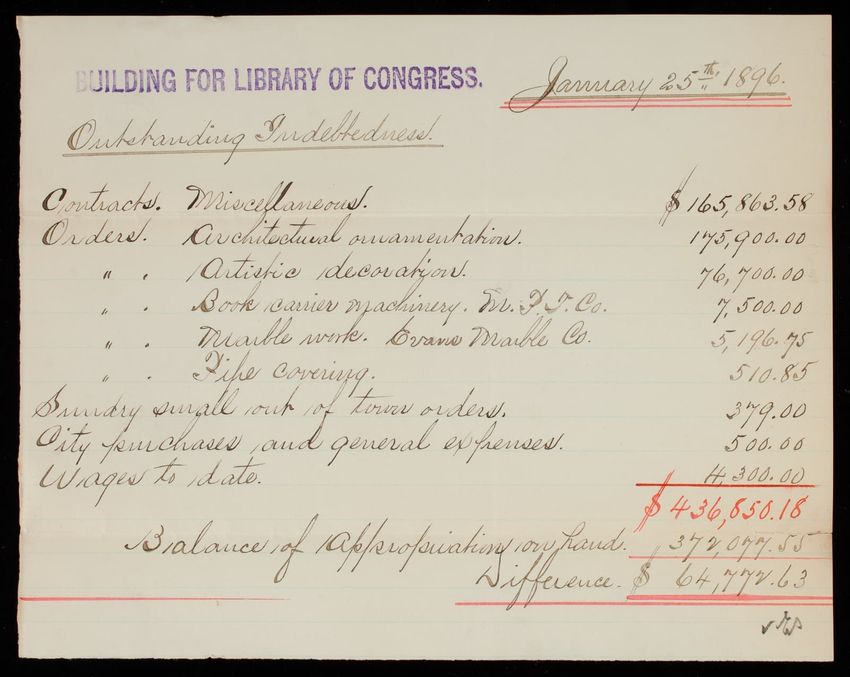 BUILDING FOR LIBRARY OF CONGRESS.
January 25th, 1896.
Outstanding Indebtedness.
Contracts. Miscellaneous. $ 165,863.58
Orders. Architectural ornamentation. 175,900.00
" . Artistic decoration. 76,700.00
" . Book carrier machinery. M. F. T. Co. 7,500.00
" . Marble work. Evans Marble Co. 5,196.75
" . Pipe covering. 510.85
Sundry small out of town orders. 379.00
City purchases and general expenses. 500.00
Wages to date. 4,300.00
$ 436,850.18
Balance of appropriation on hand. 372,077.55
Difference. $ 64,772.63